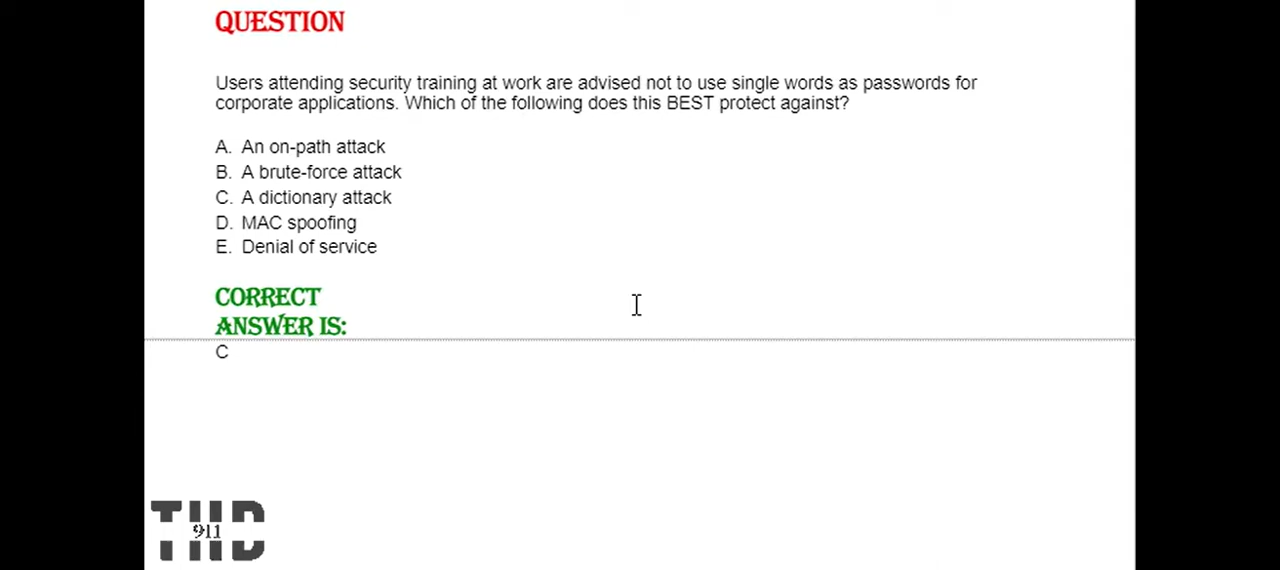 QUESTION
Users attending security training at work are advised not to use single words as passwords for
corporate applications. Which of the following does this BEST protect against?
A. An on-path attack
B. A brute-force attack
C. A dictionary attack
D. MAC spoofing
E. Denial of service
CORRECT
ANSWER IS:
C
THD
911